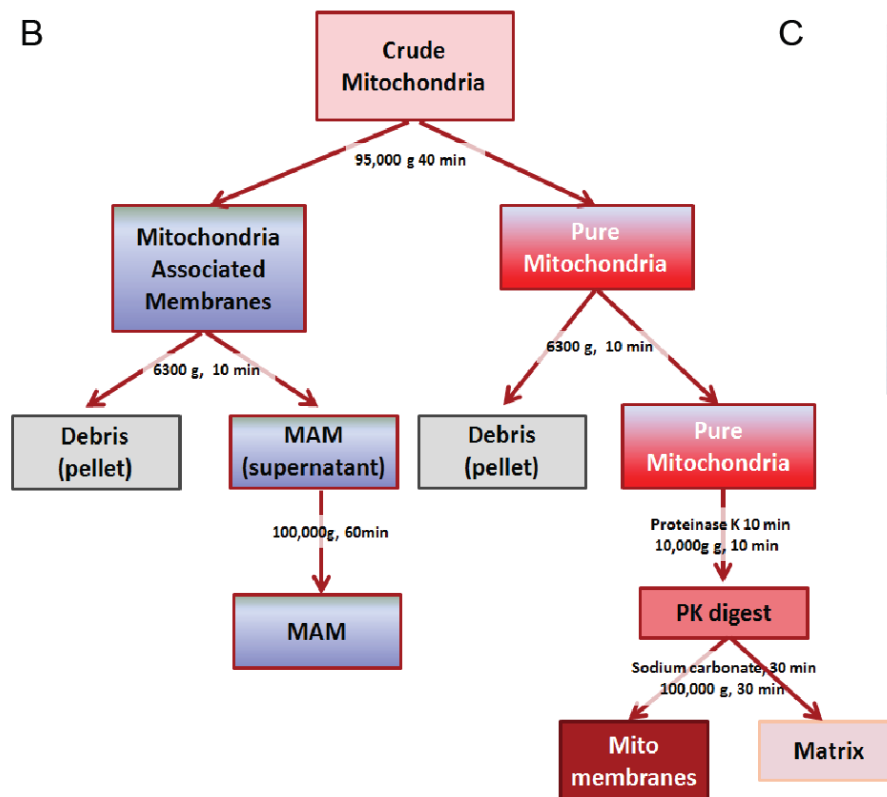 B
C
Crude
Mitochondria
95,000 g 40 min
Mitochondria
Associated
Membranes
Pure
Mitochondria
6300 g, 10 min
6300 g, 10 min
Debris
(pellet)
MAM
(supernatant)
Debris
(pellet)
Pure
Mitochondria
100,000g, 60min
Proteinase K 10 min
10,000g g, 10 min
MAM
PK digest
Sodium carbonate, 30 min
100,000 g, 30 min
Mito
membranes
Matrix